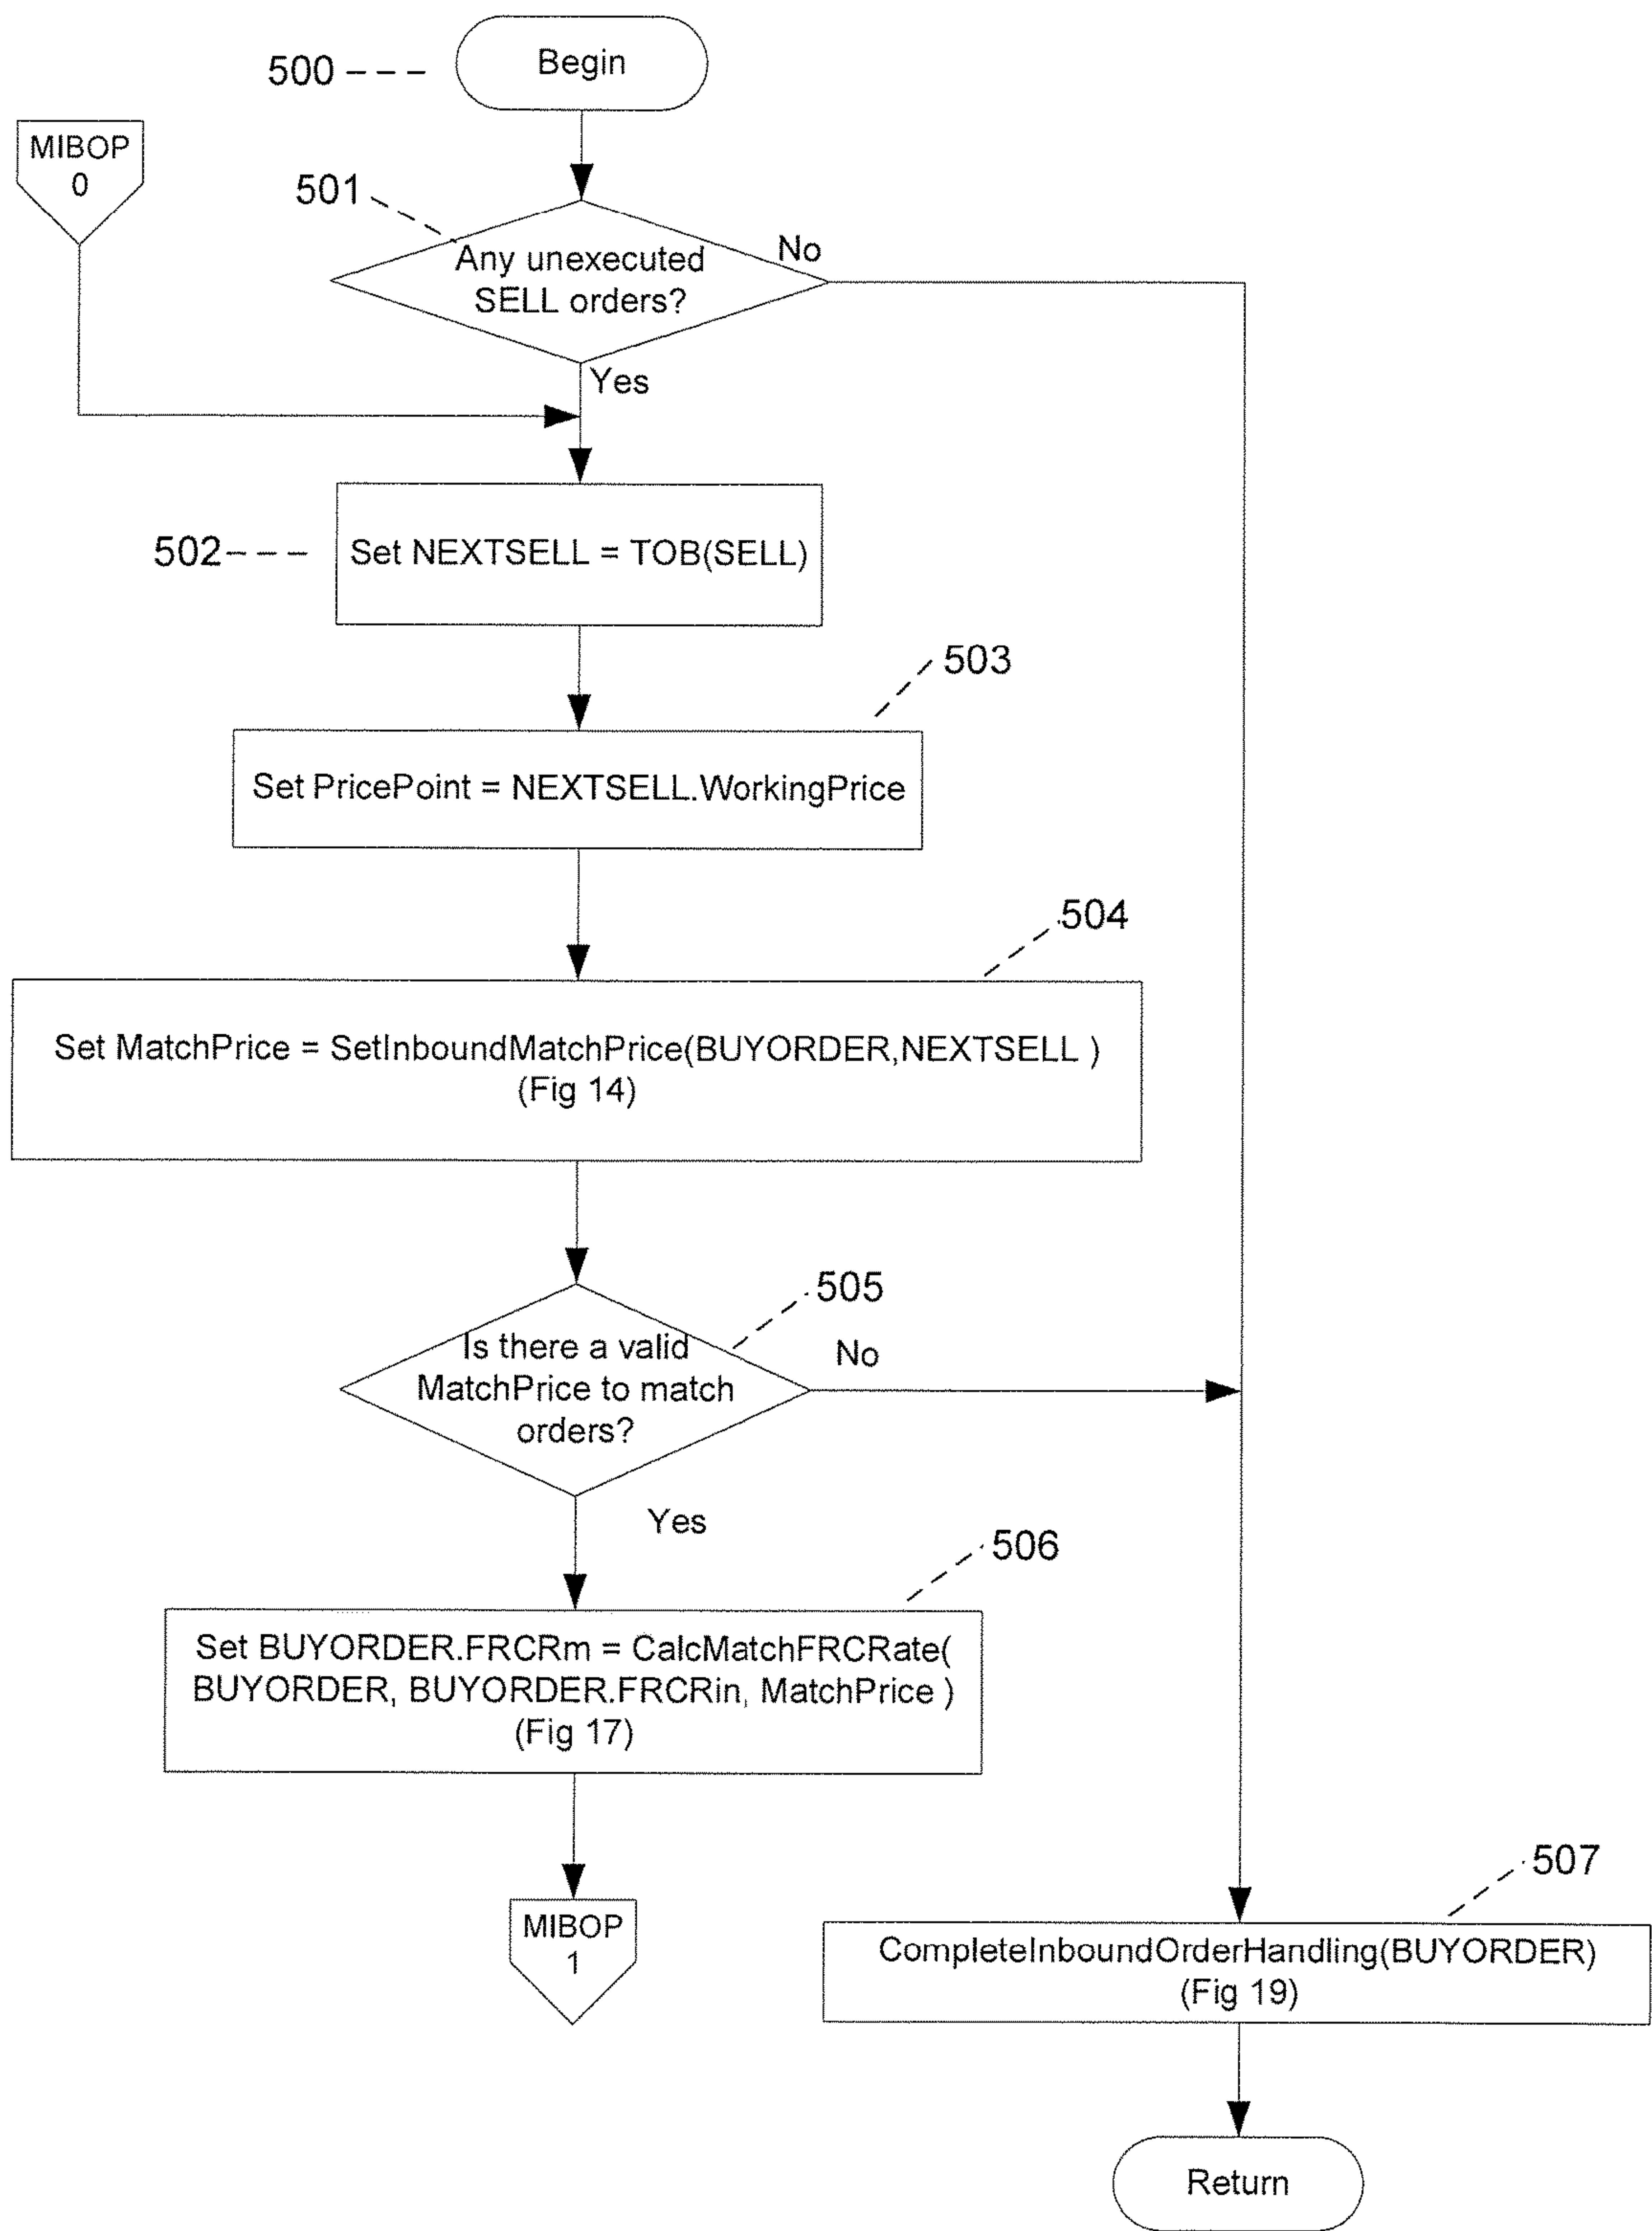 500
Begin
MIBOP
0
501
Any unexecuted
SELL orders?
No
Yes
502
Set NEXTSELL = TOB(SELL)
503
Set PricePoint = NEXTSELL.WorkingPrice
504
Set MatchPrice = SetInboundMatchPrice(BUYORDER,NEXTSELL )
(Fig 14)
505
Is there a valid
MatchPrice to match
orders?
No
Yes
506
Set BUYORDER.FRCRm = CalcMatchFRCRate(
BUYORDER, BUYORDER.FRCRin, MatchPrice )
(Fig 17)
MIBOP
1
507
CompleteInboundOrderHandling(BUYORDER)
(Fig 19)
Return